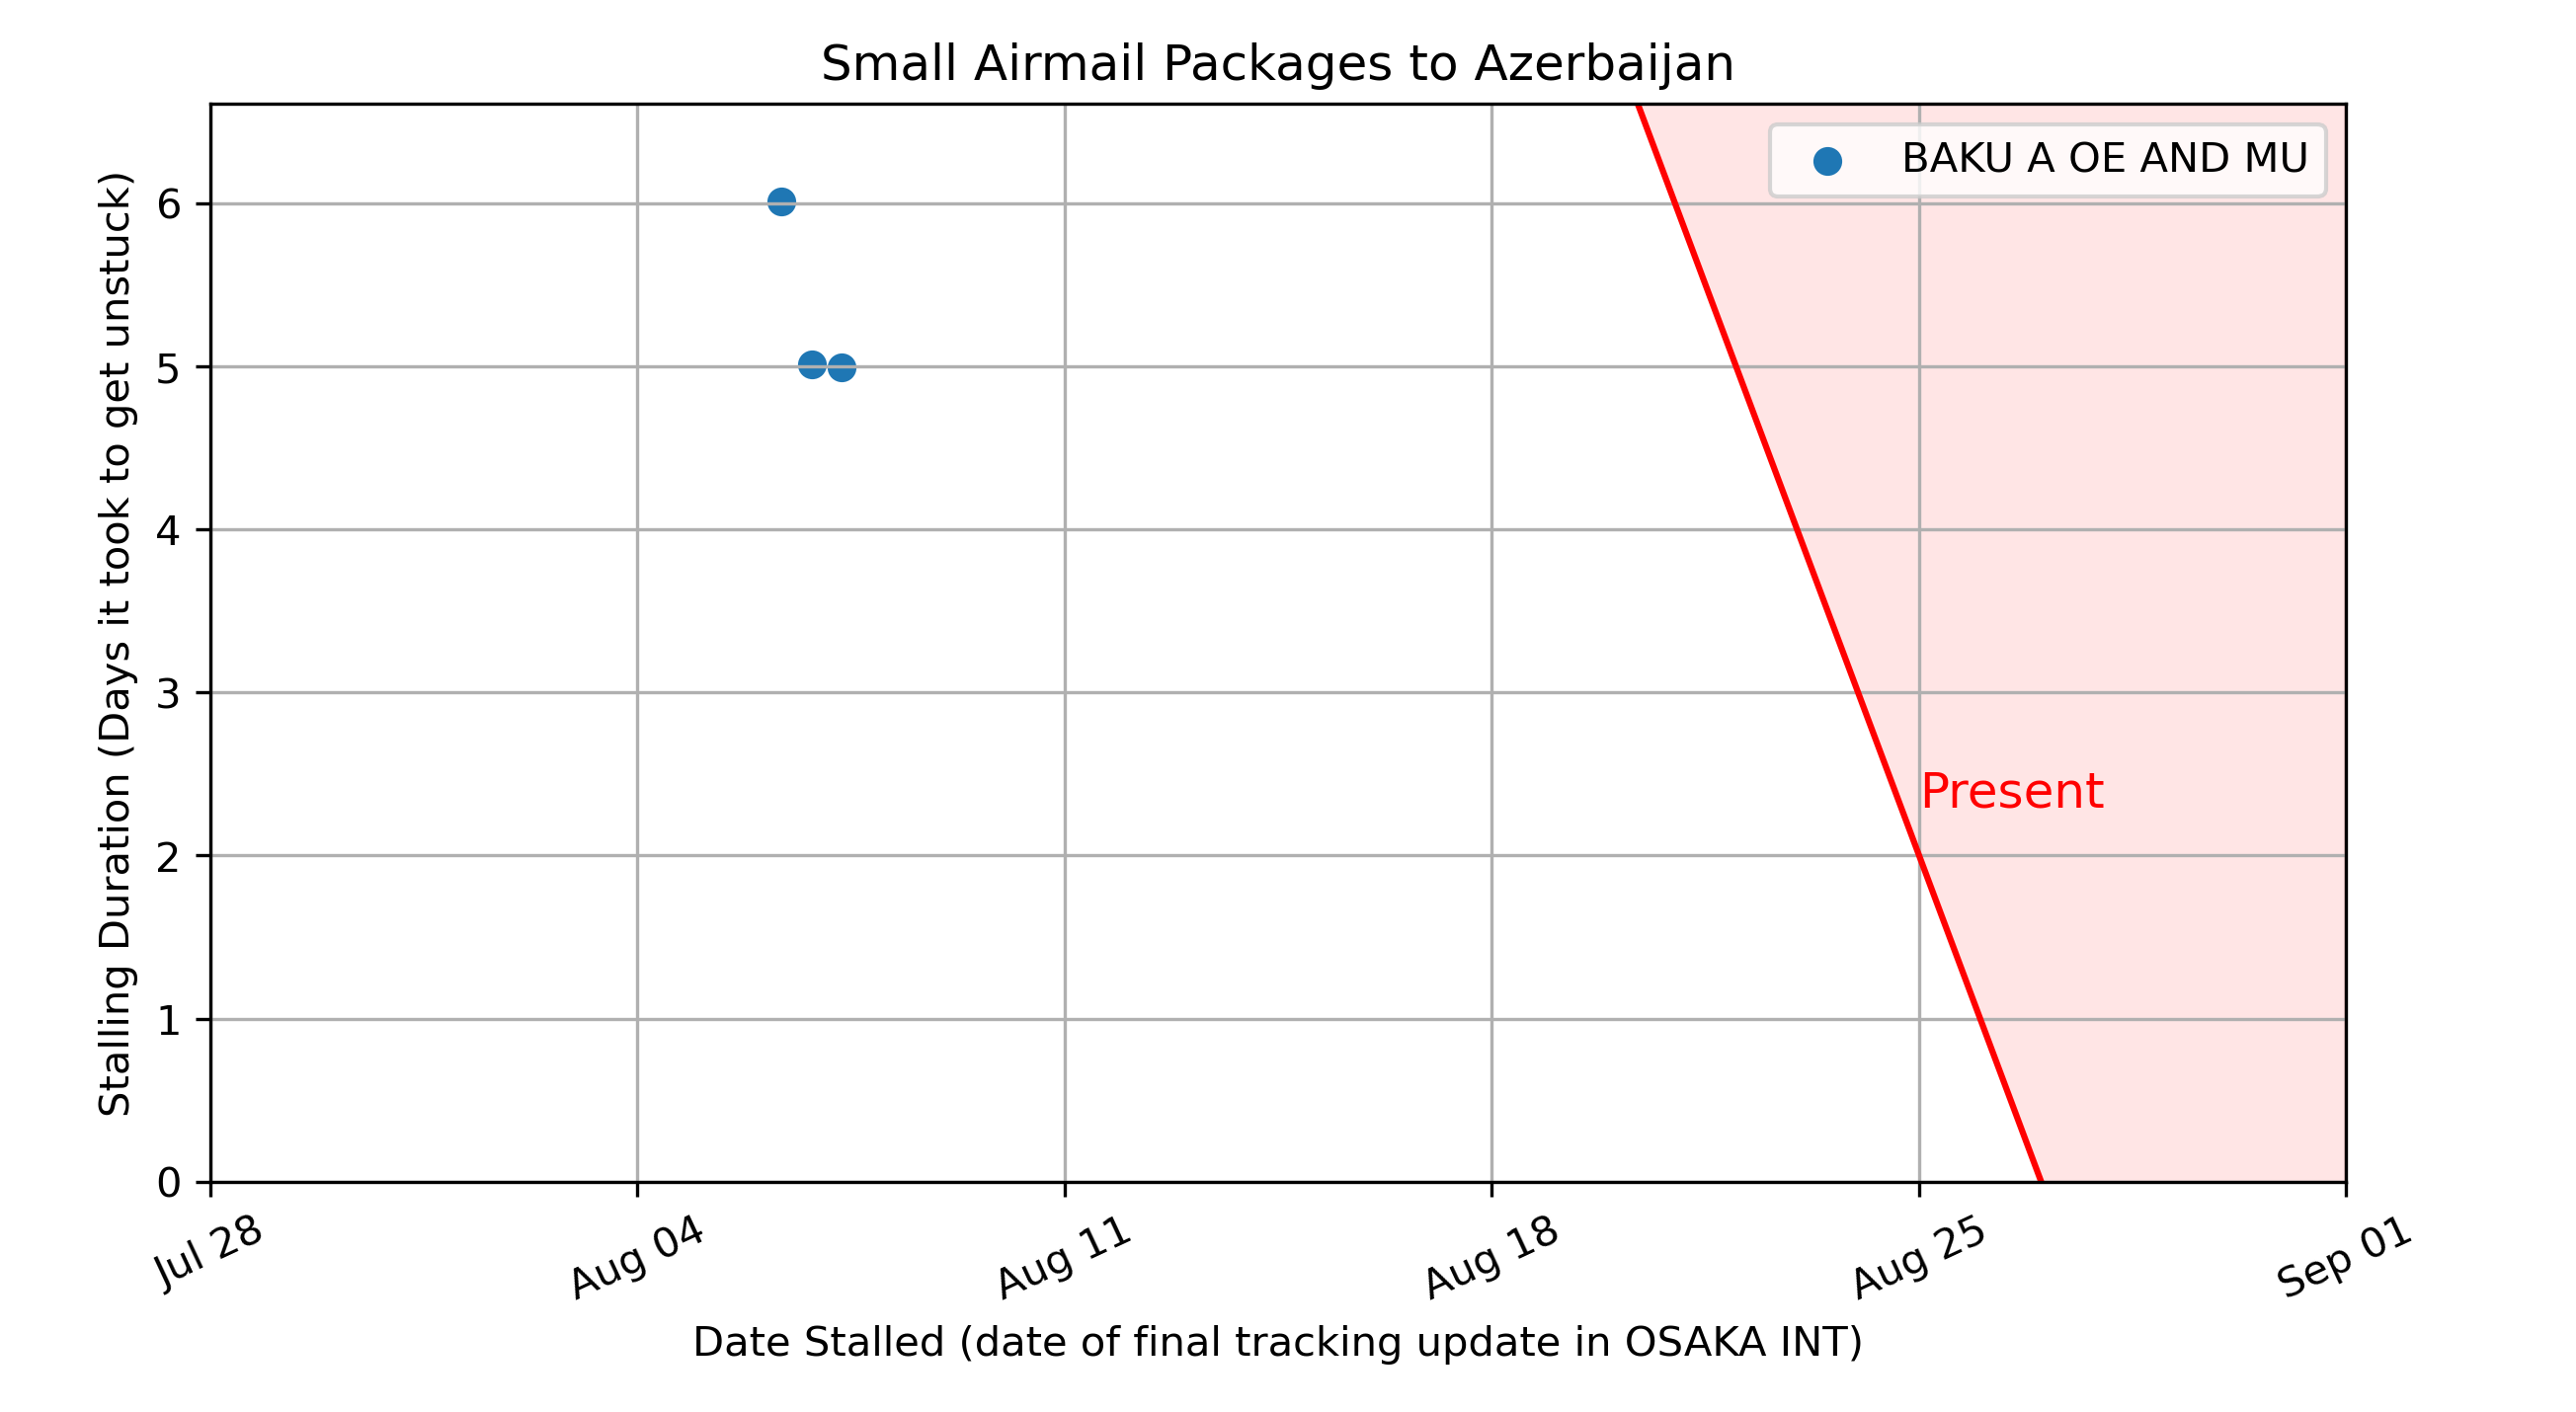 Small Airmail Packages to Azerbaijan
BAKU A OE AND MU
Stalling Duration (Days it took to get unstuck)
6
5
4
3
2
1
0
Present
Jul 28
Aug 04
Aug 11
Aug 18
Aug 25
Sep 01
Date Stalled (date of final tracking update in OSAKA INT)